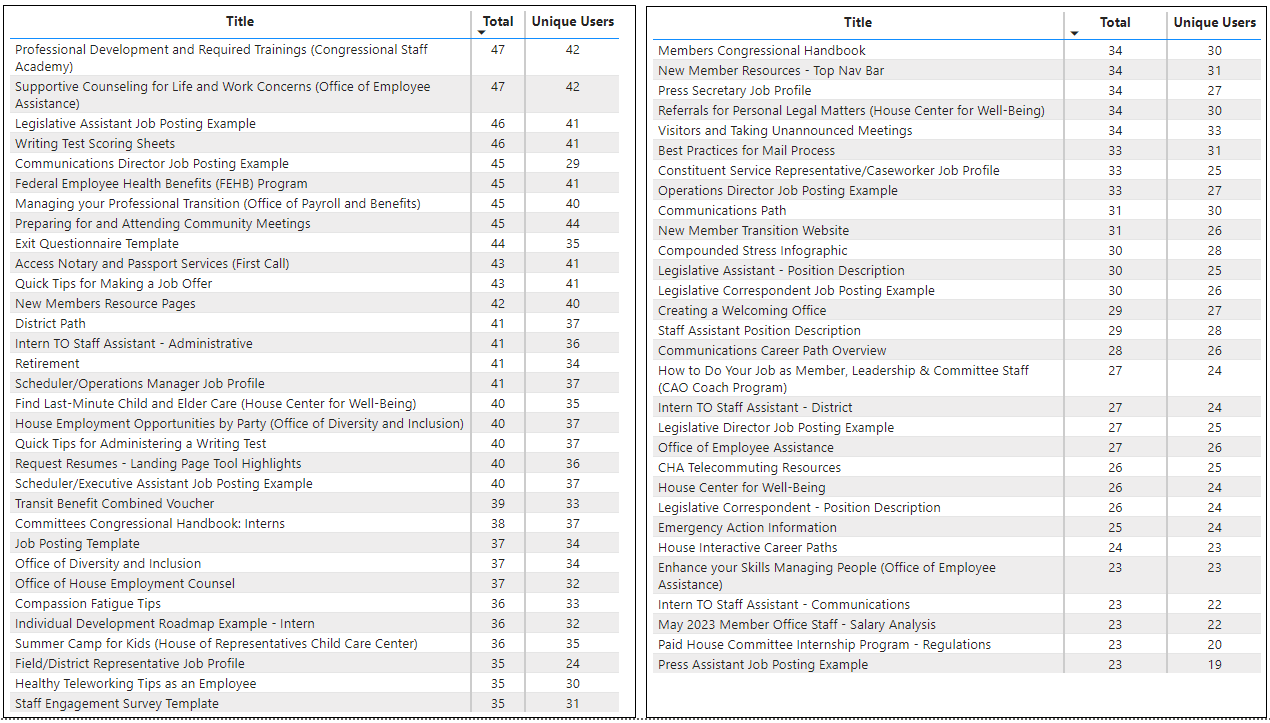 Title Total Unique Users
Professional Development and Required Trainings (Congressional Staff
Academy) 47 42
Supportive Counseling for Life and Work Concerns (Office of Employee
Assistance) 47 42
Legislative Assistant Job Posting Example 46 41
Writing Test Scoring Sheets 46 41
Communications Director Job Posting Example 45 29
Federal Employee Health Benefits (FEHB) Program 45 41
Managing your Professional Transition (Office of Payroll and Benefits) 45 40
Preparing for and Attending Community Meetings 45 44
Exit Questionnaire Template 44 35
Access Notary and Passport Services (First Call) 43 41
Quick Tips for Making a Job Offer 43 41
New Members Resource Pages 42 40
District Path 41 37
Intern TO Staff Assistant - Administrative 41 36
Retirement 41 34
Scheduler/Operations Manager Job Profile 41 37
Find Last-Minute Child and Elder Care (House Center for Well-Being) 40 35
House Employment Opportunities by Party (Office of Diversity and Inclusion) 40 37
Quick Tips for Administering a Writing Test 40 37
Request Resumes - Landing Page Tool Highlights 40 36
Scheduler/Executive Assistant Job Posting Example 40 37
Transit Benefit Combined Voucher 39 33
Committees Congressional Handbook: Interns 38 37
Job Posting Template 37 34
Office of Diversity and Inclusion 37 34
Office of House Employment Counsel 37 32
Compassion Fatigue Tips 36 33
Individual Development Roadmap Example - Intern 36 32
Summer Camp for Kids (House of Representatives Child Care Center) 36 35
Field/District Representative Job Profile 35 24
Healthy Teleworking Tips as an Employee 35 30
Staff Engagement Survey Template 35 31
Title Total Unique Users
Members Congressional Handbook 34 30
New Member Resources - Top Nav Bar 34 31
Press Secretary Job Profile 34 27
Referrals for Personal Legal Matters (House Center for Well-Being) 34 30
Visitors and Taking Unannounced Meetings 34 33
Best Practices for Mail Process 33 31
Constituent Service Representative/Caseworker Job Profile 33 25
Operations Director Job Posting Example 33 27
Communications Path 31 30
New Member Transition Website 31 26
Compounded Stress Infographic 30 28
Legislative Assistant - Position Description 30 25
Legislative Correspondent Job Posting Example 30 26
Creating a Welcoming Office 29 27
Staff Assistant Position Description 29 28
Communications Career Path Overview 28 26
How to Do Your Job as Member, Leadership & Committee Staff
(CAO Coach Program) 27 24
Intern TO Staff Assistant - District 27 24
Legislative Director Job Posting Example 27 25
Office of Employee Assistance 27 26
CHA Telecommuting Resources 26 25
House Center for Well-Being 26 24
Legislative Correspondent - Position Description 26 24
Emergency Action Information 25 24
House Interactive Career Paths 24 23
Enhance your Skills Managing People (Office of Employee
Assistance) 23 23
Intern TO Staff Assistant - Communications 23 22
May 2023 Member Office Staff - Salary Analysis 23 22
Paid House Committee Internship Program - Regulations 23 20
Press Assistant Job Posting Example 23 19